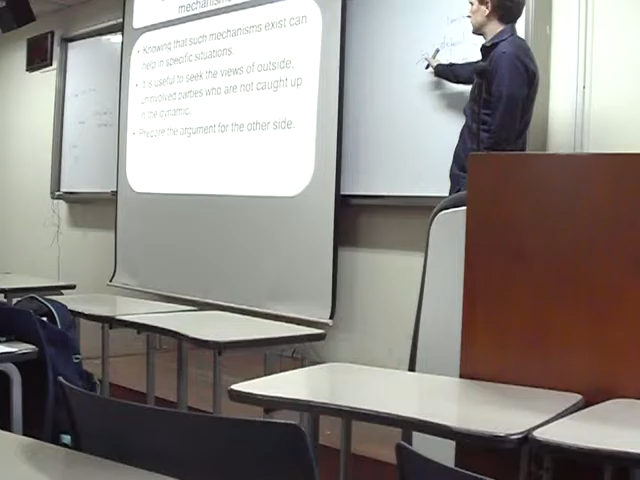 mechanisms
• Knowing that such mechanisms exist can
help in specific situations.
• It is useful to seek the views of outside,
uninvolved parties who are not caught up
in the dynamic.
• Prepare the argument for the other side.